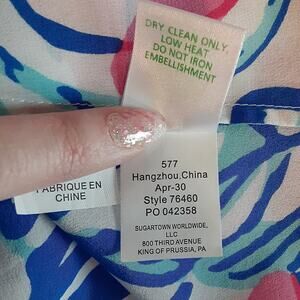 DRY CLEAN ONLY.
LOW HEAT
DO NOT IRON
EMBELLISHMENT
577
Hangzhou.China
Apr-30
Style 76460
PO 042358
SUGARTOWN WORLDWIDE,
LLC
800 THIRD AVENUE
KING OF PRUSSIA, PA
FABRIQUE EN
CHINE